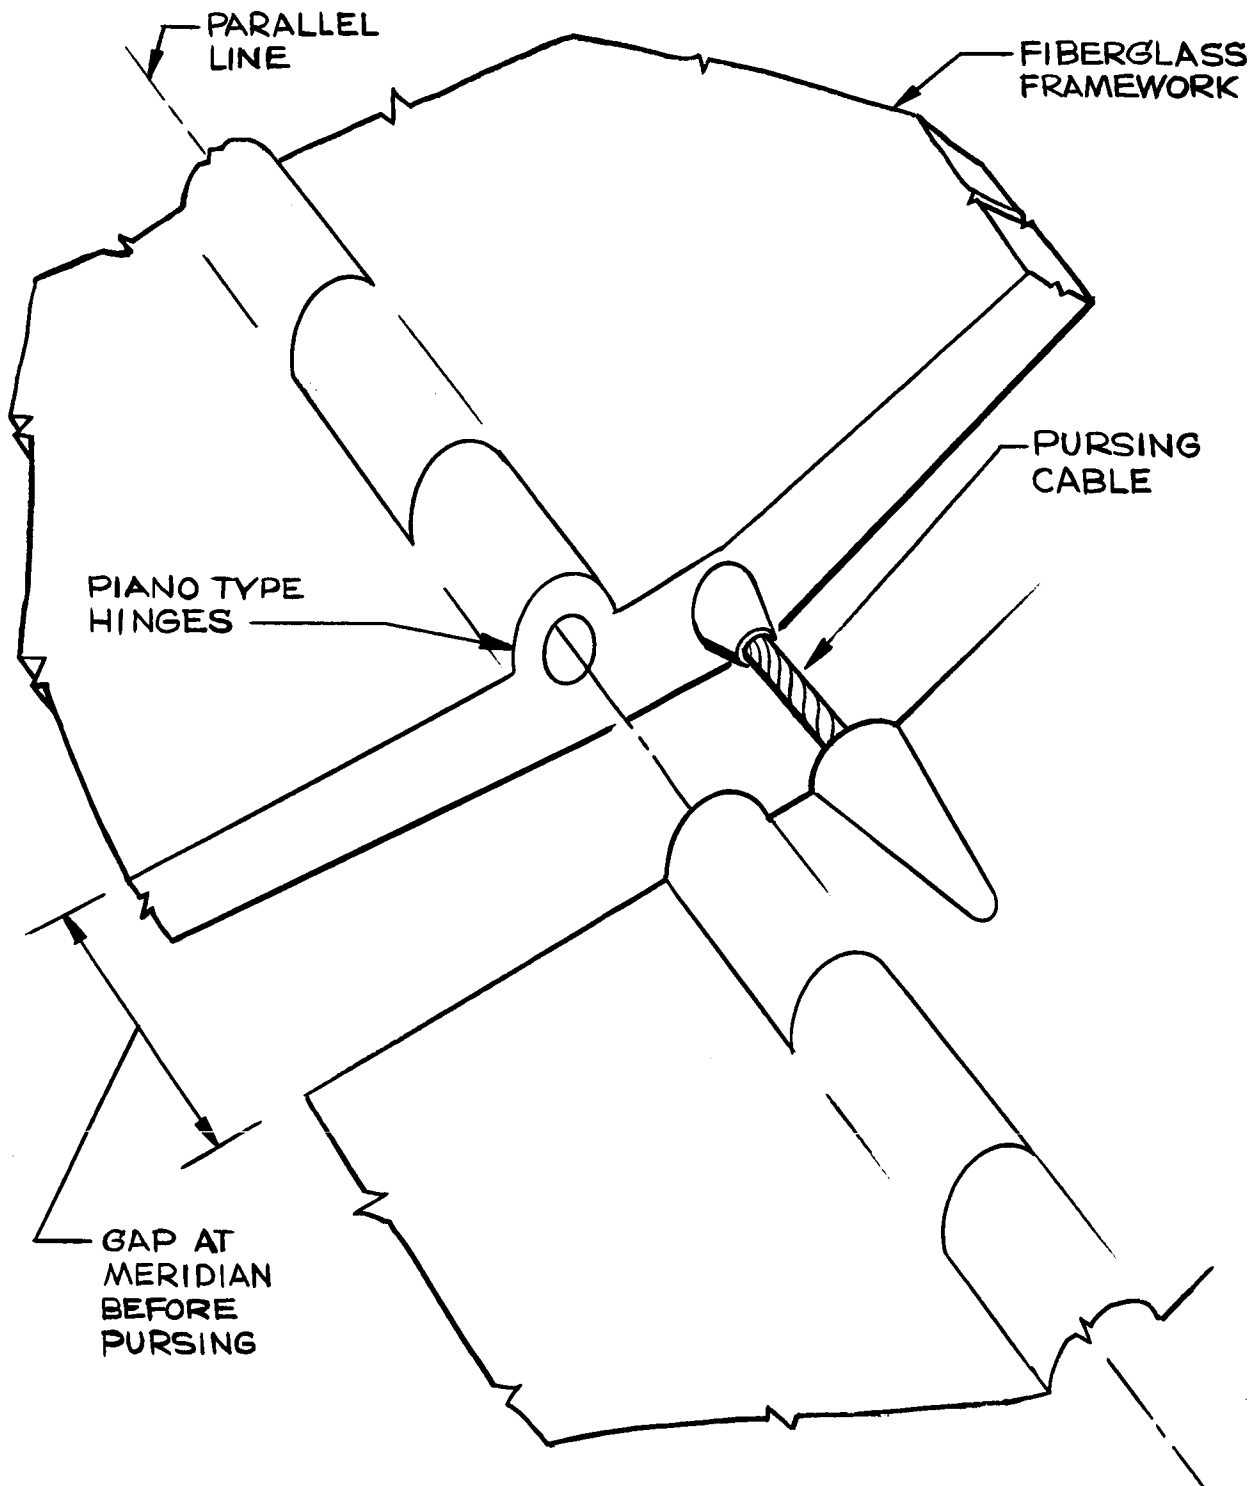 PARALLEL
LINE
FIBERGLASS
FRAMEWORK
PURSING
CABLE
PIANO TYPE
HINGES
GAP AT
MERIDIAN
BEFORE
PURSING